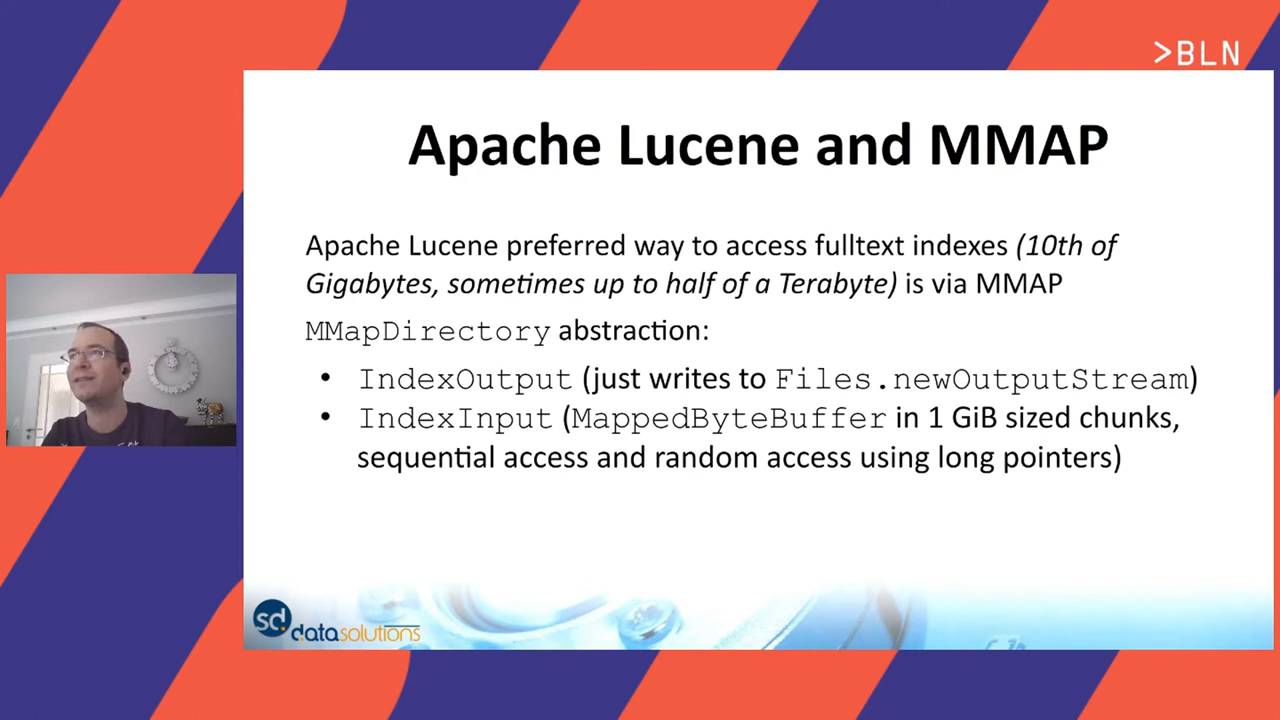 >BLN
Apache Lucene and MMAP
Apache Lucene preferred way to access fulltext indexes (10th of
Gigabytes, sometimes up to half of a Terabyte) is via MMAP
MMapDirectory abstraction:
• IndexOutput (just writes to Files.newOutputStream)
• IndexInput (MappedByteBuffer in 1 GiB sized chunks,
sequential access and random access using long pointers)
sd.
datasolutions